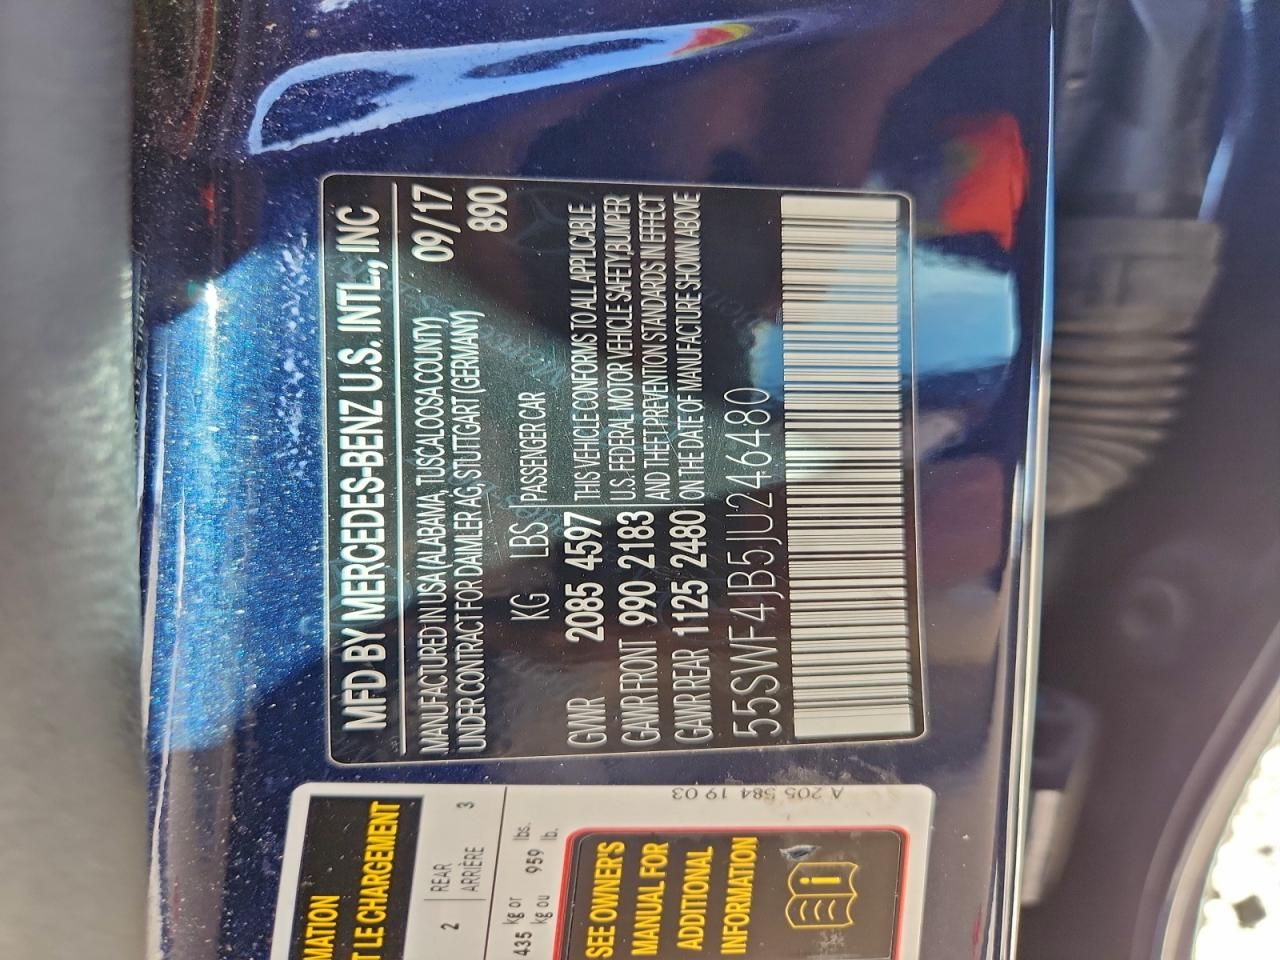 MFD BY MERCEDES-BENZ U.S. INTL., INC
MANUFACTURED IN USA (ALABAMA, TUSCALOOSA COUNTY) 09/17
UNDER CONTRACT FOR DAIMLER AG, STUTTGART (GERMANY) 890
KG LBS PASSENGER CAR
GVWR 2085 4597 THIS VEHICLE CONFORMS TO ALL APPLICABLE
GAWR FRONT 990 2183 U.S. FEDERAL MOTOR VEHICLE SAFETY, BUMPER
AND THEFT PREVENTION STANDARDS IN EFFECT
GAWR REAR 1125 2480 ON THE DATE OF MANUFACTURE SHOWN ABOVE
55SWF4JB5JU246480
T LE CHARGEMENT
2 REAR 3
ARRIÈRE
435 kg or 959 lbs.
kg ou lb.
SEE OWNER'S
MANUAL FOR
ADDITIONAL
INFORMATION
A 205 584 19 03